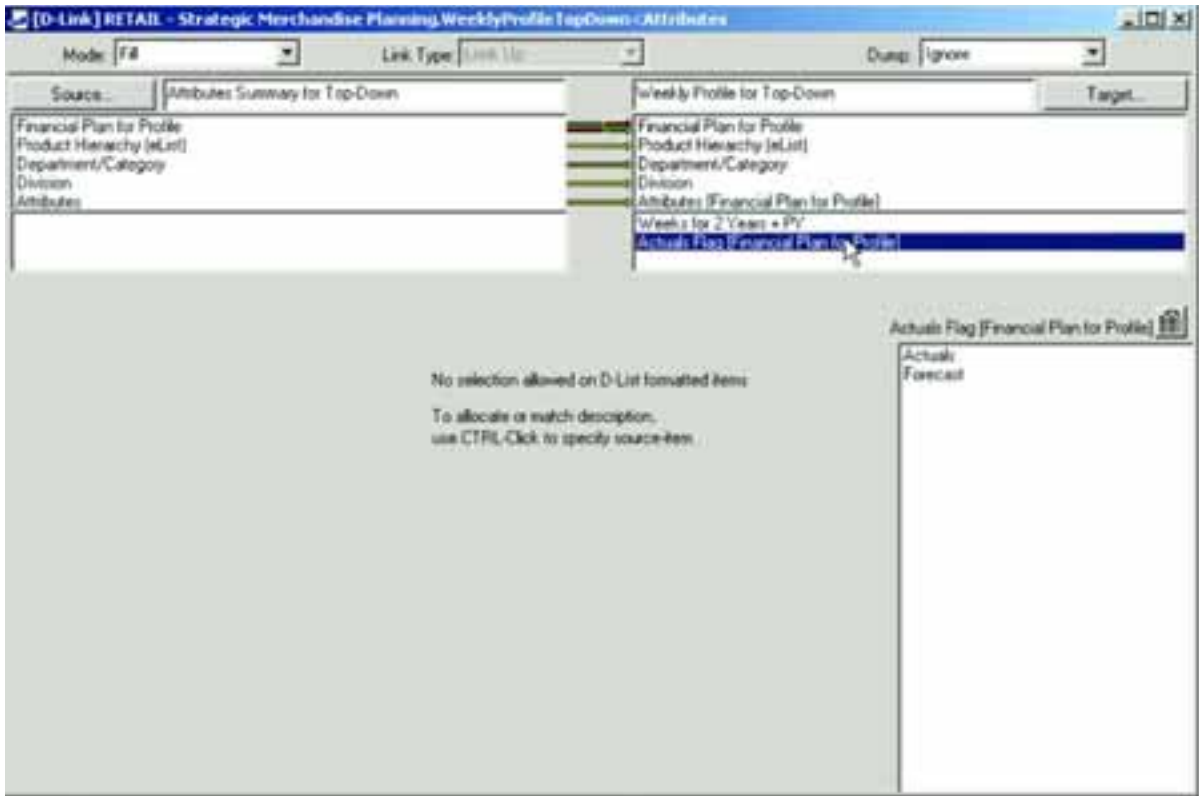 [D-Link] RETAIL - Strategic Merchandise Planning.WeeklyProfileTopDown<Attributes
Mode: Fill Link Type Look Up Dump: Ignore
Source... Attributes Summary for Top-Down Weekly Profile for Top-Down Target...
Financial Plan for Profile Financial Plan for Profile
Product Hierarchy (eList) Product Hierarchy (eList)
Department/Category Department/Category
Division Division
Attributes Attributes [Financial Plan for Profile]
Weeks for 2 Years + PY
Actuals Flag [Financial Plan for Profile]
Actuals Flag [Financial Plan for Profile]
Actuals
Forecast
No selection allowed on D-List formatted items
To allocate or match description,
use CTRL-Click to specify source-item